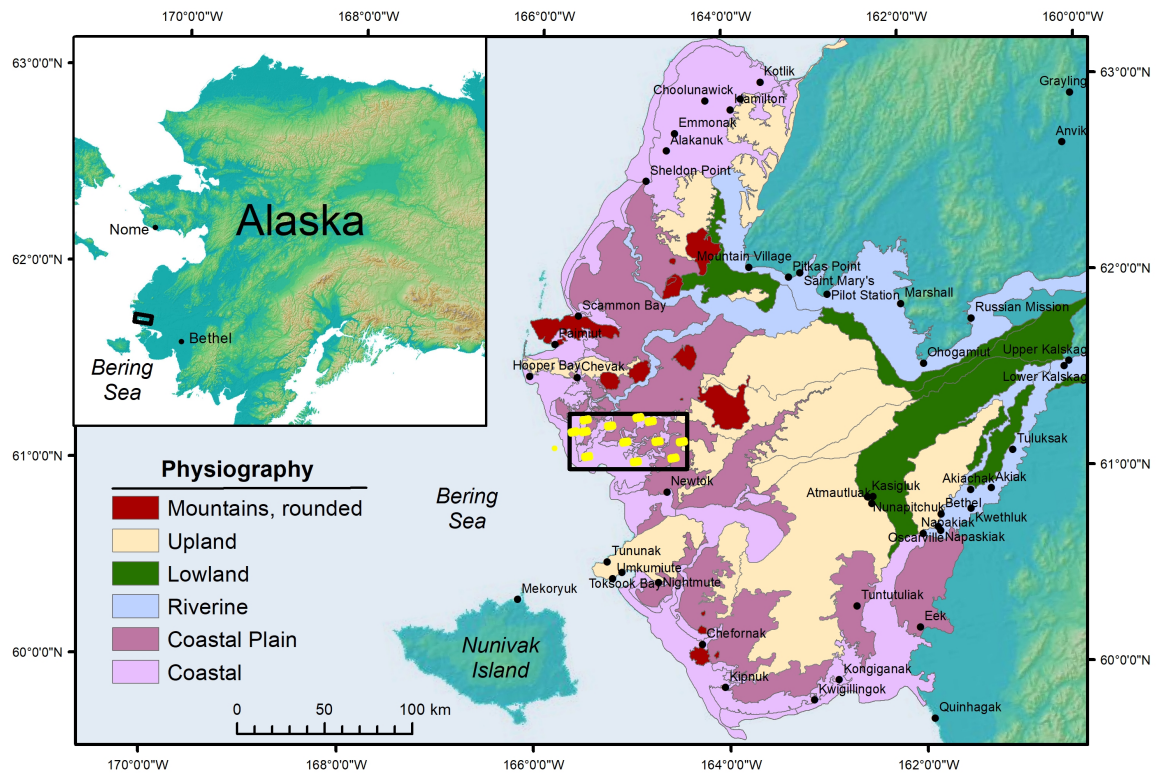 170°0'0"W
168°0'0"W
166°0'0"W
164°0'0"W
162°0'0"W
160°0'0"W
63°0'0"N
62°0'0"N
61°0'0"N
60°0'0"N
63°0'0"N
62°0'0"N
61°0'0"N
60°0'0"N
Alaska
Nome
Bethel
Bering
Sea
Kotlik
Choolunawick
Hamilton
Emmonak
Alakanuk
Sheldon Point
Grayling
Anvik
Mountain Village
Pitkas Point
Saint Mary's
Pilot Station
Marshall
Russian Mission
Scammon Bay
Paimiut
Hooper Bay
Chevak
Ohogamiut
Upper Kalskag
Lower Kalskag
Tuluksak
Newtok
Atmautluak
Kasigluk
Nunapitchuk
Akiachak
Akiak
Bethel
Kwethluk
Napakiak
Oscarville
Napaskiak
Bering
Sea
Tununak
Umkumiute
Toksook Bay
Nightmute
Mekoryuk
Nunivak
Island
Tuntutuliak
Eek
Chefornak
Kipnuk
Kongiganak
Kwigillingok
Quinhagak
Physiography
Mountains, rounded
Upland
Lowland
Riverine
Coastal Plain
Coastal
0 50 100 km
170°0'0"W
168°0'0"W
166°0'0"W
164°0'0"W
162°0'0"W